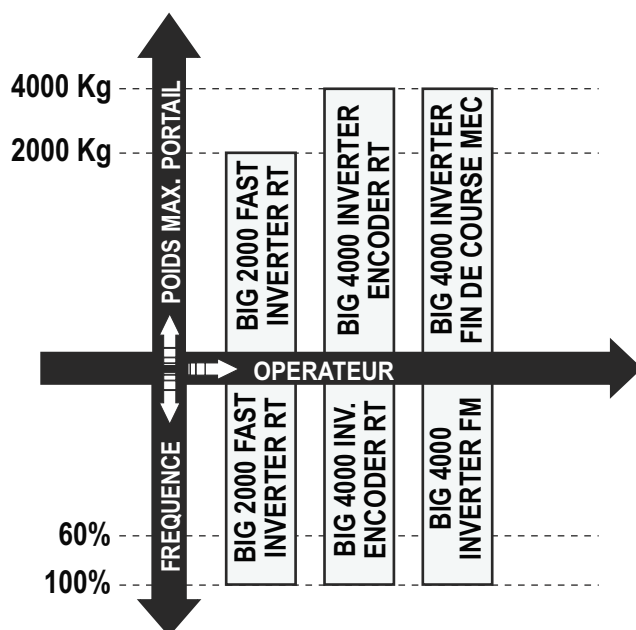 4000 Kg
2000 Kg
POIDS MAX. PORTAIL
BIG 2000 FAST
INVERTER RT
BIG 4000 INVERTER
ENCODER RT
BIG 4000 INVERTER
FIN DE COURSE MEC
OPERATEUR
FREQUENCE
BIG 2000 FAST
INVERTER RT
BIG 4000 INV.
ENCODER RT
BIG 4000
INVERTER FM
60%
100%